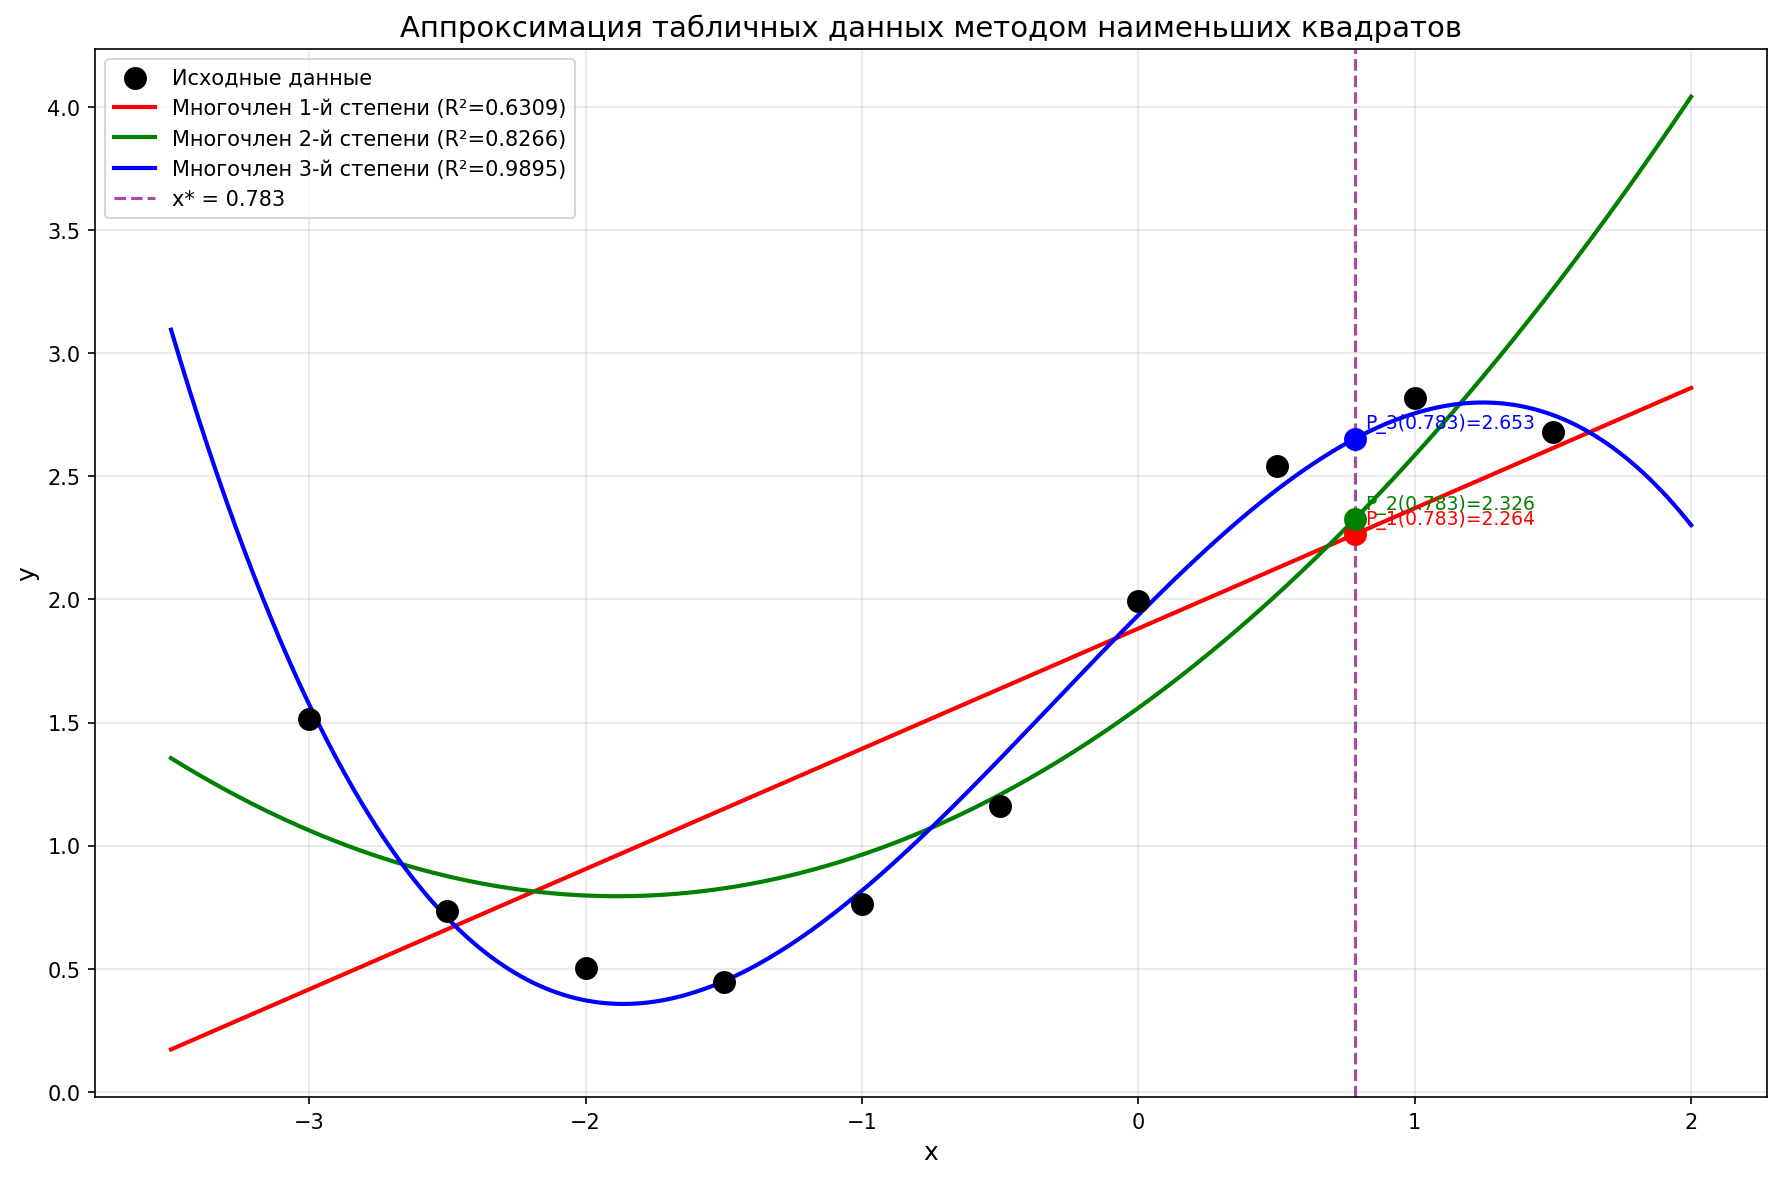 Аппроксимация табличных данных методом наименьших квадратов
Исходные данные
Многочлен 1-й степени (R²=0.6309)
Многочлен 2-й степени (R²=0.8266)
Многочлен 3-й степени (R²=0.9895)
x* = 0.783
4.0
3.5
3.0
2.5
2.0
1.5
1.0
0.5
0.0
y
P_3(0.783)=2.653
P_2(0.783)=2.326
P_1(0.783)=2.264
−3
−2
−1
0
1
2
x